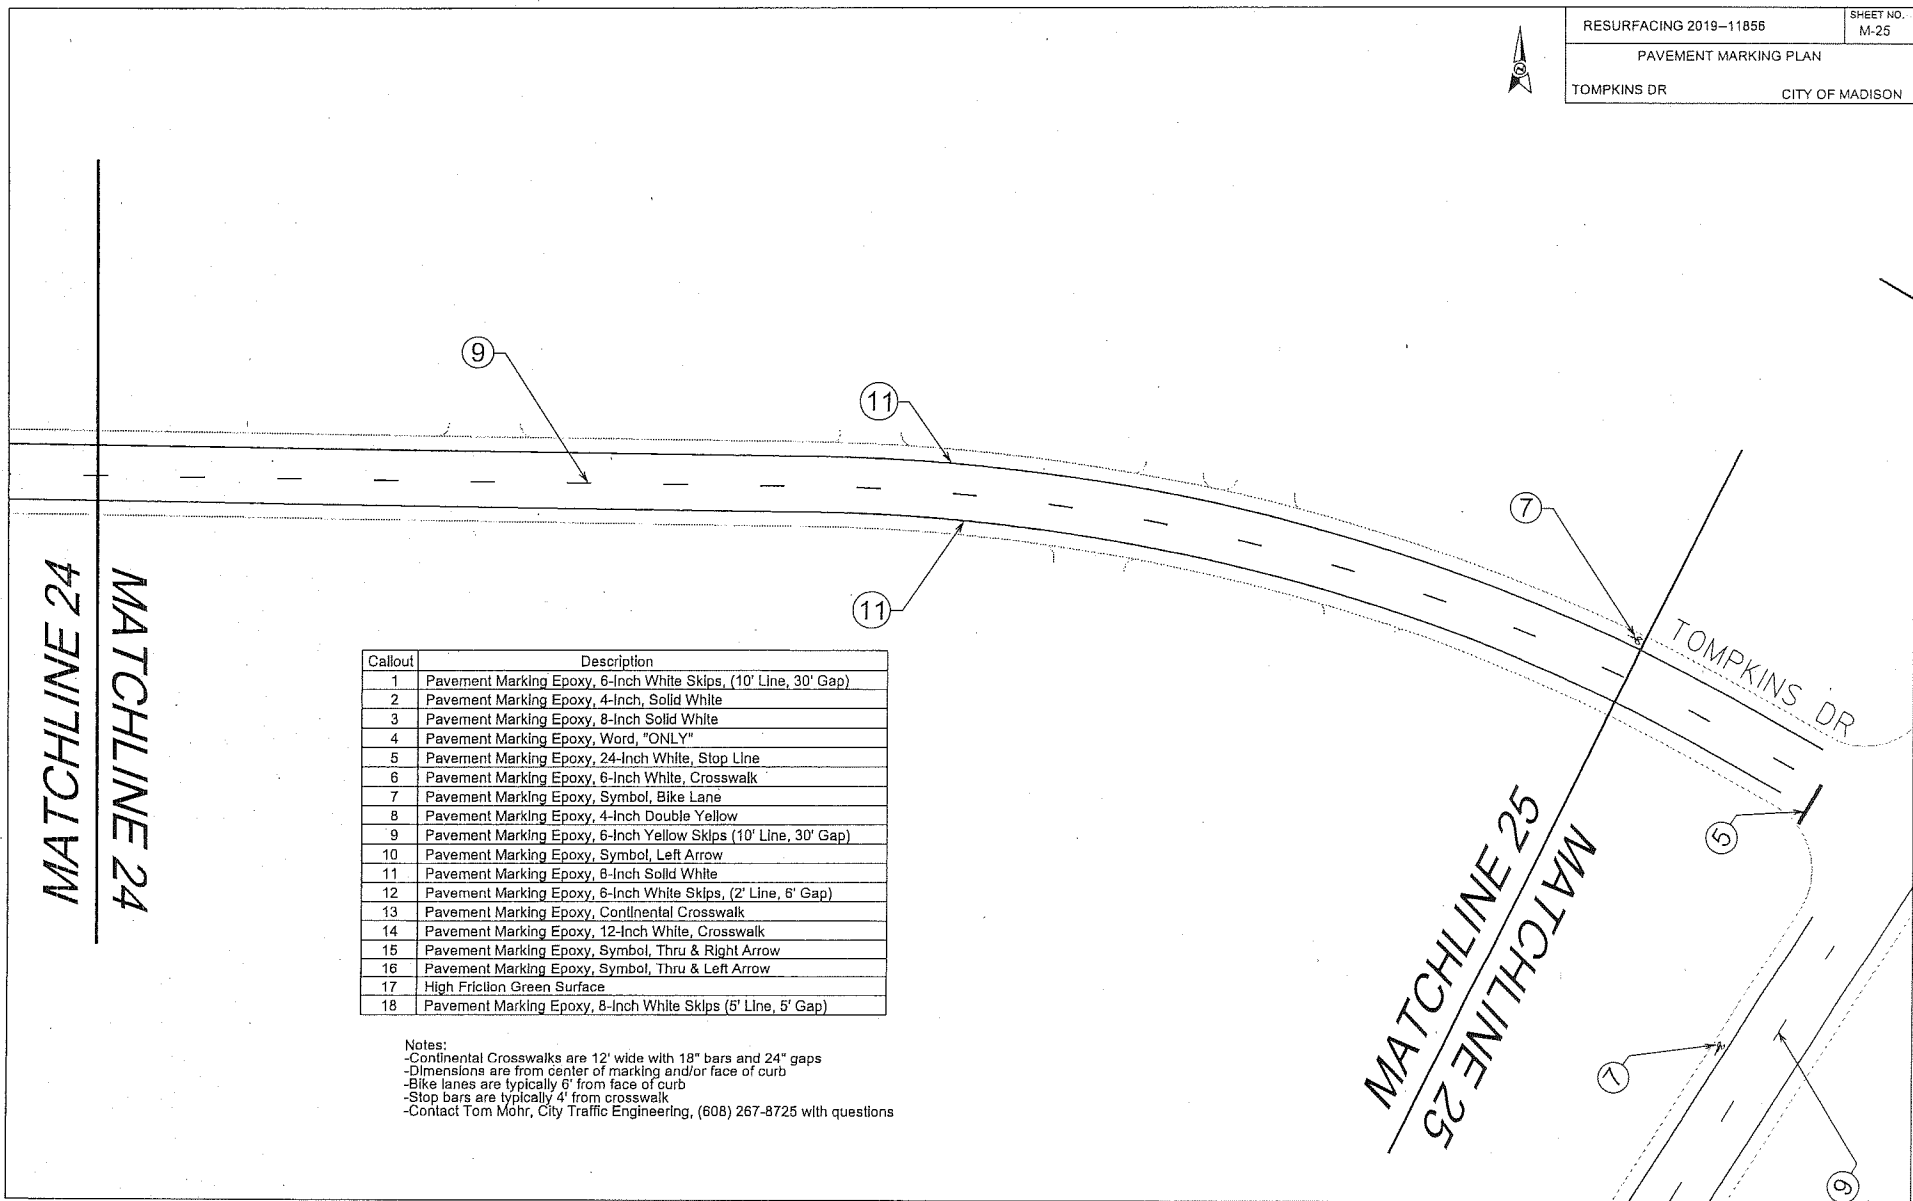 RESURFACING 2019–11856
SHEET NO.
M-25
PAVEMENT MARKING PLAN
TOMPKINS DR
CITY OF MADISON
9
11
11
7
TOMPKINS DR
5
7
9
MATCHLINE 24
MATCHLINE 24
MATCHLINE 25
MATCHLINE 25
Callout Description
1 Pavement Marking Epoxy, 6-Inch White Skips, (10' Line, 30' Gap)
2 Pavement Marking Epoxy, 4-Inch, Solid White
3 Pavement Marking Epoxy, 8-Inch Solid White
4 Pavement Marking Epoxy, Word, "ONLY"
5 Pavement Marking Epoxy, 24-Inch White, Stop Line
6 Pavement Marking Epoxy, 6-Inch White, Crosswalk
7 Pavement Marking Epoxy, Symbol, Bike Lane
8 Pavement Marking Epoxy, 4-Inch Double Yellow
9 Pavement Marking Epoxy, 6-Inch Yellow Skips (10' Line, 30' Gap)
10 Pavement Marking Epoxy, Symbol, Left Arrow
11 Pavement Marking Epoxy, 6-Inch Solid White
12 Pavement Marking Epoxy, 6-Inch White Skips, (2' Line, 6' Gap)
13 Pavement Marking Epoxy, Continental Crosswalk
14 Pavement Marking Epoxy, 12-Inch White, Crosswalk
15 Pavement Marking Epoxy, Symbol, Thru & Right Arrow
16 Pavement Marking Epoxy, Symbol, Thru & Left Arrow
17 High Friction Green Surface
18 Pavement Marking Epoxy, 8-Inch White Skips (5' Line, 5' Gap)
Notes:
-Continental Crosswalks are 12' wide with 18" bars and 24" gaps
-Dimensions are from center of marking and/or face of curb
-Bike lanes are typically 6' from face of curb
-Stop bars are typically 4' from crosswalk
-Contact Tom Mohr, City Traffic Engineering, (608) 267-8725 with questions